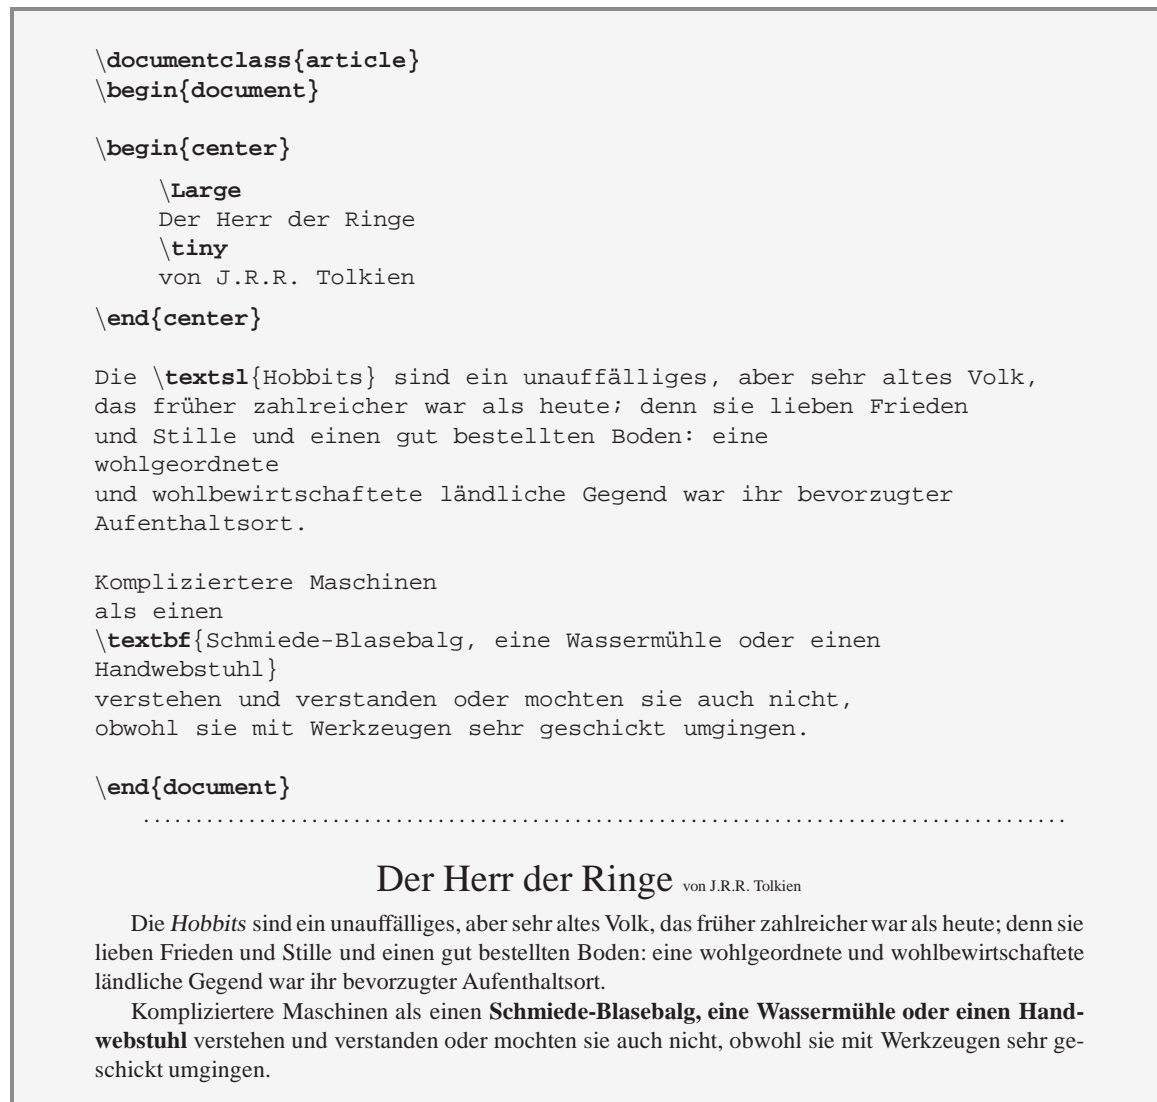 \documentclass{article}
\begin{document}
\begin{center}
\Large
Der Herr der Ringe
\tiny
von J.R.R. Tolkien
\end{center}
Die \textsl{Hobbits} sind ein unauffälliges, aber sehr altes Volk,
das früher zahlreicher war als heute; denn sie lieben Frieden
und Stille und einen gut bestellten Boden: eine
wohlgeordnete
und wohlbewirtschaftete ländliche Gegend war ihr bevorzugter
Aufenthaltsort.
Kompliziertere Maschinen
als einen
\textbf{Schmiede-Blasebalg, eine Wassermühle oder einen
Handwebstuhl}
verstehen und verstanden oder mochten sie auch nicht,
obwohl sie mit Werkzeugen sehr geschickt umgingen.
\end{document}
Der Herr der Ringe von J.R.R. Tolkien
Die Hobbits sind ein unauffälliges, aber sehr altes Volk, das früher zahlreicher war als heute; denn sie
lieben Frieden und Stille und einen gut bestellten Boden: eine wohlgeordnete und wohlbewirtschaftete
ländliche Gegend war ihr bevorzugter Aufenthaltsort.
Kompliziertere Maschinen als einen Schmiede-Blasebalg, eine Wassermühle oder einen Hand-
webstuhl verstehen und verstanden oder mochten sie auch nicht, obwohl sie mit Werkzeugen sehr ge-
schickt umgingen.